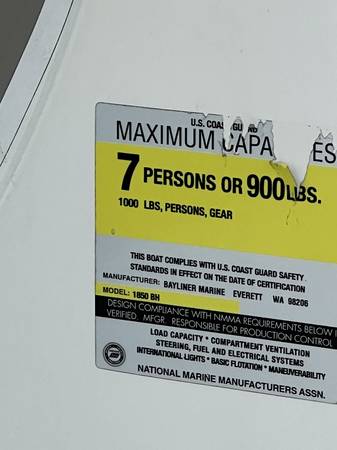 U.S. COAST GUARD
MAXIMUM CAPA ES
7 PERSONS OR 900 LBS.
1000 LBS, PERSONS, GEAR
THIS BOAT COMPLIES WITH U.S. COAST GUARD SAFETY
STANDARDS IN EFFECT ON THE DATE OF CERTIFICATION
MANUFACTURER: BAYLINER MARINE EVERETT WA 98206
MODEL: 1850 BH
DESIGN COMPLIANCE WITH NMMA REQUIREMENTS BELOW I
VERIFIED. MFGR. RESPONSIBLE FOR PRODUCTION CONTROL
LOAD CAPACITY * COMPARTMENT VENTILATION
STEERING, FUEL AND ELECTRICAL SYSTEMS
INTERNATIONAL LIGHTS * BASIC FLOTATION * MANEUVERABILITY
NATIONAL MARINE MANUFACTURERS ASSN.